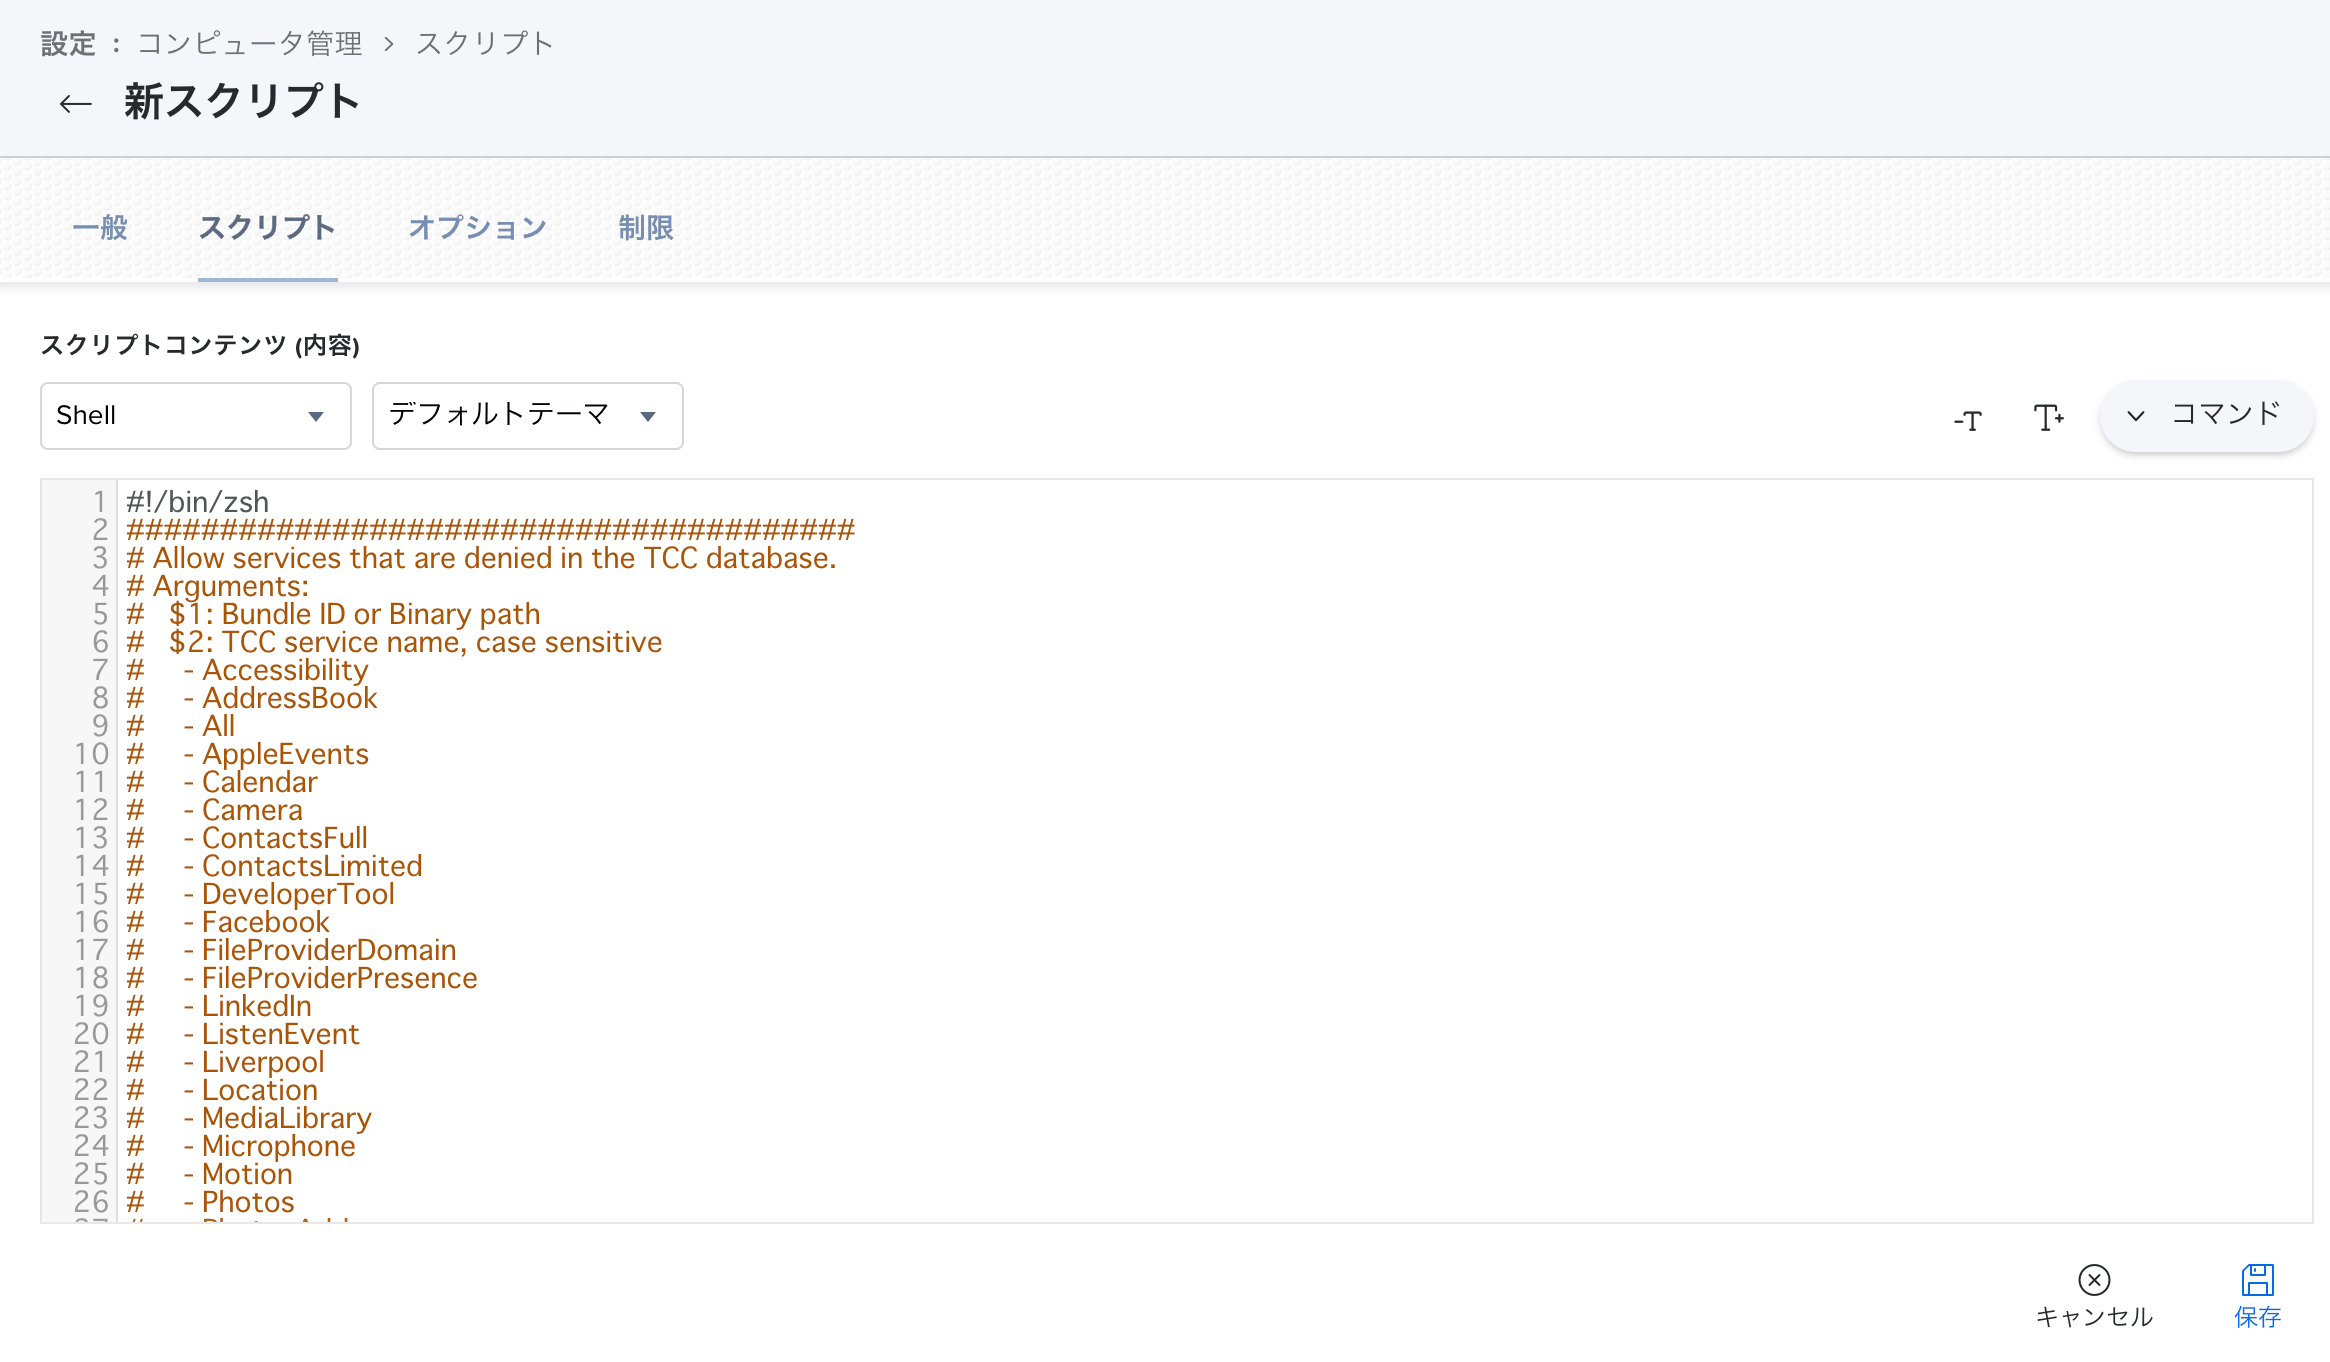 設定 : コンピュータ管理 > スクリプト
← 新スクリプト
一般 スクリプト オプション 制限
スクリプトコンテンツ (内容)
Shell デフォルトテーマ -T T+ コマンド
1 #!/bin/zsh
2 #######################################
3 # Allow services that are denied in the TCC database.
4 # Arguments:
5 #   $1: Bundle ID or Binary path
6 #   $2: TCC service name, case sensitive
7 #     - Accessibility
8 #     - AddressBook
9 #     - All
10 #     - AppleEvents
11 #     - Calendar
12 #     - Camera
13 #     - ContactsFull
14 #     - ContactsLimited
15 #     - DeveloperTool
16 #     - Facebook
17 #     - FileProviderDomain
18 #     - FileProviderPresence
19 #     - LinkedIn
20 #     - ListenEvent
21 #     - Liverpool
22 #     - Location
23 #     - MediaLibrary
24 #     - Microphone
25 #     - Motion
26 #     - Photos
キャンセル 保存